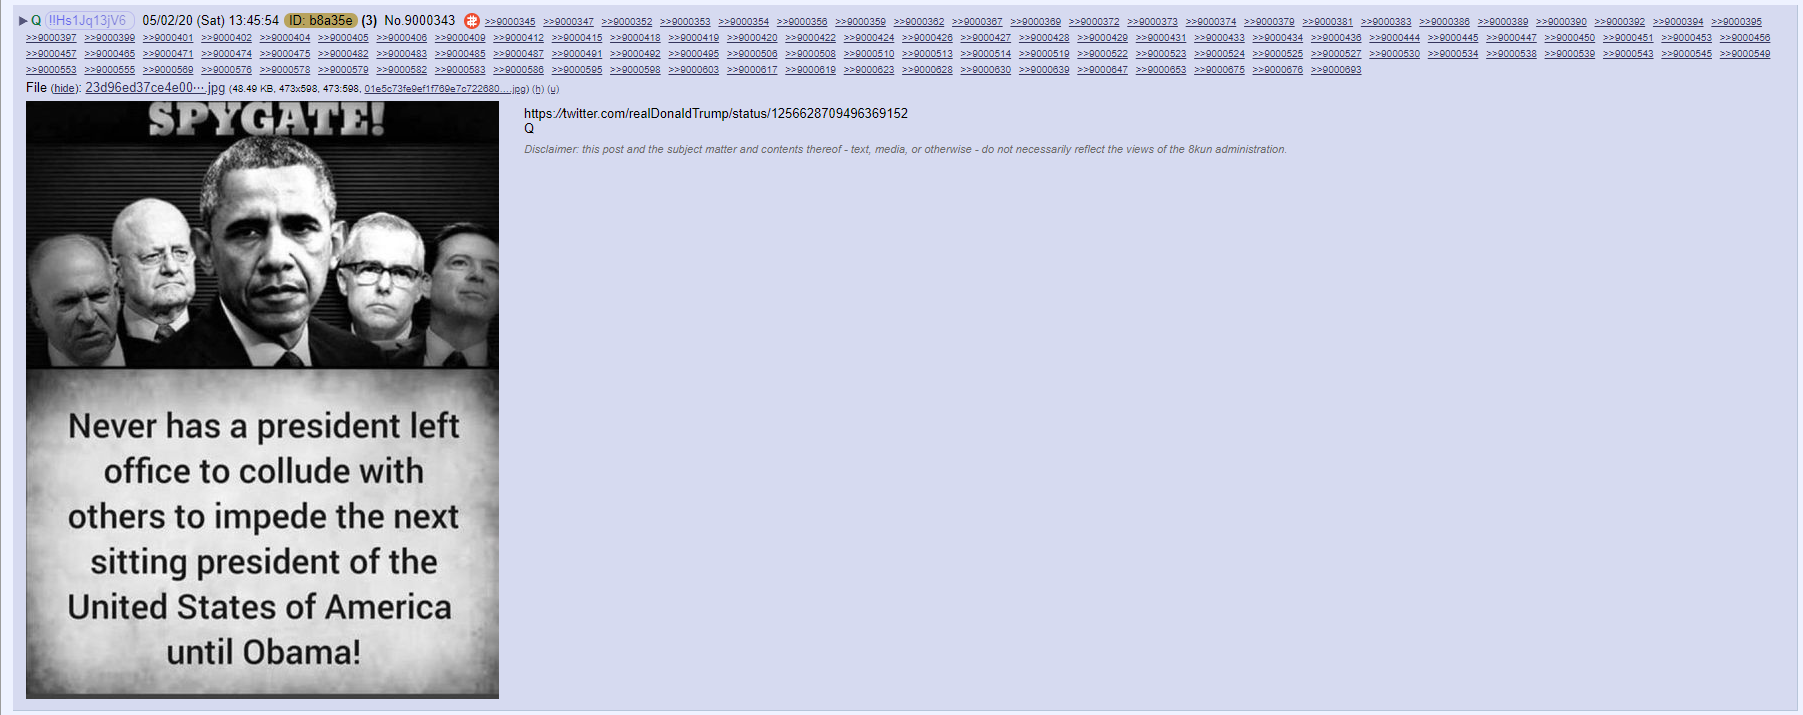 ▶ Q !!Hs1Jq13jV6 05/02/20 (Sat) 13:45:54 ID: b8a35e (3) No.9000343 >>9000345 >>9000347 >>9000352 >>9000353 >>9000354 >>9000356 >>9000359 >>9000362 >>9000367 >>9000369 >>9000372 >>9000373 >>9000374 >>9000379 >>9000381 >>9000383 >>9000386 >>9000389 >>9000390 >>9000392 >>9000394 >>9000395
>>9000397 >>9000399 >>9000401 >>9000402 >>9000404 >>9000405 >>9000406 >>9000409 >>9000412 >>9000415 >>9000418 >>9000419 >>9000420 >>9000422 >>9000424 >>9000426 >>9000427 >>9000428 >>9000429 >>9000431 >>9000433 >>9000434 >>9000436 >>9000444 >>9000445 >>9000447 >>9000450 >>9000451 >>9000453 >>9000456
>>9000457 >>9000465 >>9000471 >>9000474 >>9000475 >>9000482 >>9000483 >>9000485 >>9000487 >>9000491 >>9000492 >>9000495 >>9000506 >>9000508 >>9000510 >>9000513 >>9000514 >>9000519 >>9000522 >>9000523 >>9000524 >>9000525 >>9000527 >>9000530 >>9000534 >>9000538 >>9000539 >>9000543 >>9000545 >>9000549
>>9000553 >>9000555 >>9000569 >>9000576 >>9000578 >>9000579 >>9000582 >>9000583 >>9000586 >>9000595 >>9000598 >>9000603 >>9000617 >>9000619 >>9000623 >>9000628 >>9000630 >>9000639 >>9000647 >>9000653 >>9000675 >>9000676 >>9000693
File (hide): 23d96ed37ce4e00⋯.jpg (48.49 KB, 473x598, 473:598, 01e5c73fe9ef1f769e7c722680….jpg) (h) (u)
SPYGATE!
Never has a president left
office to collude with
others to impede the next
sitting president of the
United States of America
until Obama!
https://twitter.com/realDonaldTrump/status/1256628709496369152
Q
Disclaimer: this post and the subject matter and contents thereof - text, media, or otherwise - do not necessarily reflect the views of the 8kun administration.